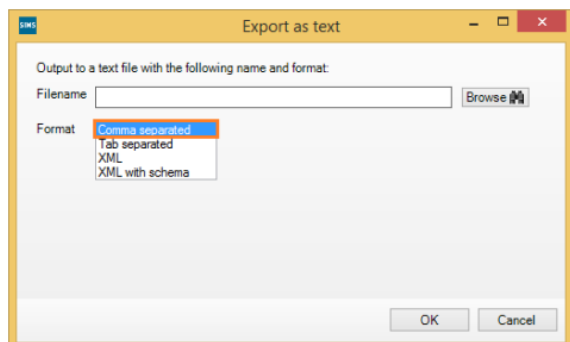 SIMS
Export as text
Output to a text file with the following name and format:
Filename
Browse
Format
Comma separated
Tab separated
XML
XML with schema
OK
Cancel